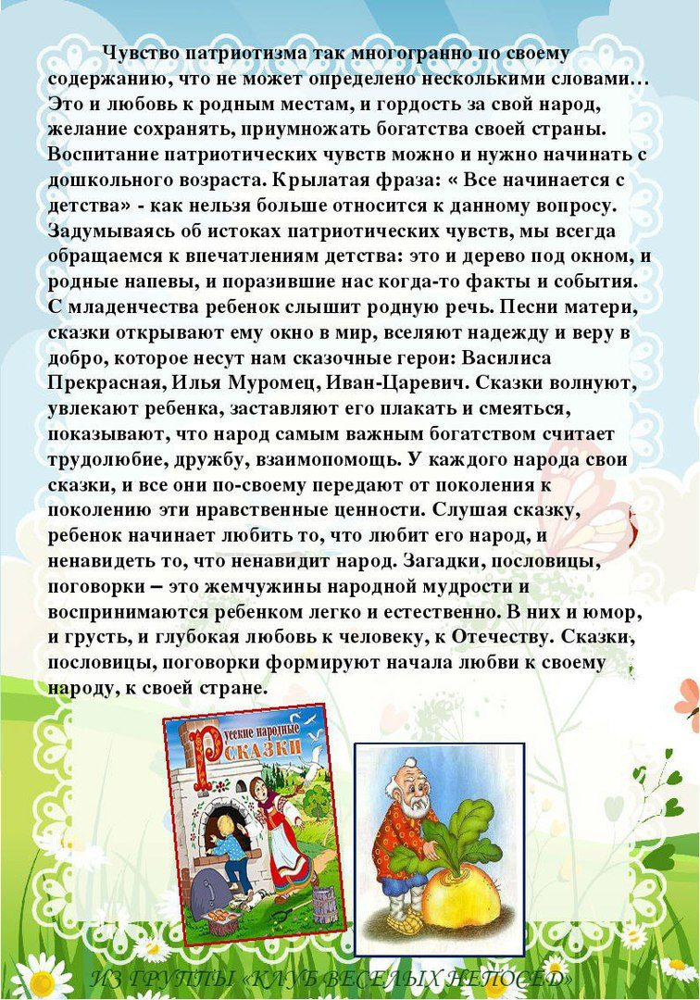 Чувство патриотизма так многогранно по своему
содержанию, что не может определено несколькими словами…
Это и любовь к родным местам, и гордость за свой народ,
желание сохранять, приумножать богатства своей страны.
Воспитание патриотических чувств можно и нужно начинать с
дошкольного возраста. Крылатая фраза: « Все начинается с
детства» - как нельзя больше относится к данному вопросу.
Задумываясь об истоках патриотических чувств, мы всегда
обращаемся к впечатлениям детства: это и дерево под окном, и
родные напевы, и поразившие нас когда-то факты и события.
С младенчества ребенок слышит родную речь. Песни матери,
сказки открывают ему окно в мир, вселяют надежду и веру в
добро, которое несут нам сказочные герои: Василиса
Прекрасная, Илья Муромец, Иван-Царевич. Сказки волнуют,
увлекают ребенка, заставляют его плакать и смеяться,
показывают, что народ самым важным богатством считает
трудолюбие, дружбу, взаимопомощь. У каждого народа свои
сказки, и все они по-своему передают от поколения к
поколению эти нравственные ценности. Слушая сказку,
ребенок начинает любить то, что любит его народ, и
ненавидеть то, что ненавидит народ. Загадки, пословицы,
поговорки – это жемчужины народной мудрости и
воспринимаются ребенком легко и естественно. В них и юмор,
и грусть, и глубокая любовь к человеку, к Отечеству. Сказки,
пословицы, поговорки формируют начала любви к своему
народу, к своей стране.
Русские народные
СКАЗКИ
ИЗ ГРУППЫ «КЛУБ ВЕСЕЛЫХ НЕПОСЕД»